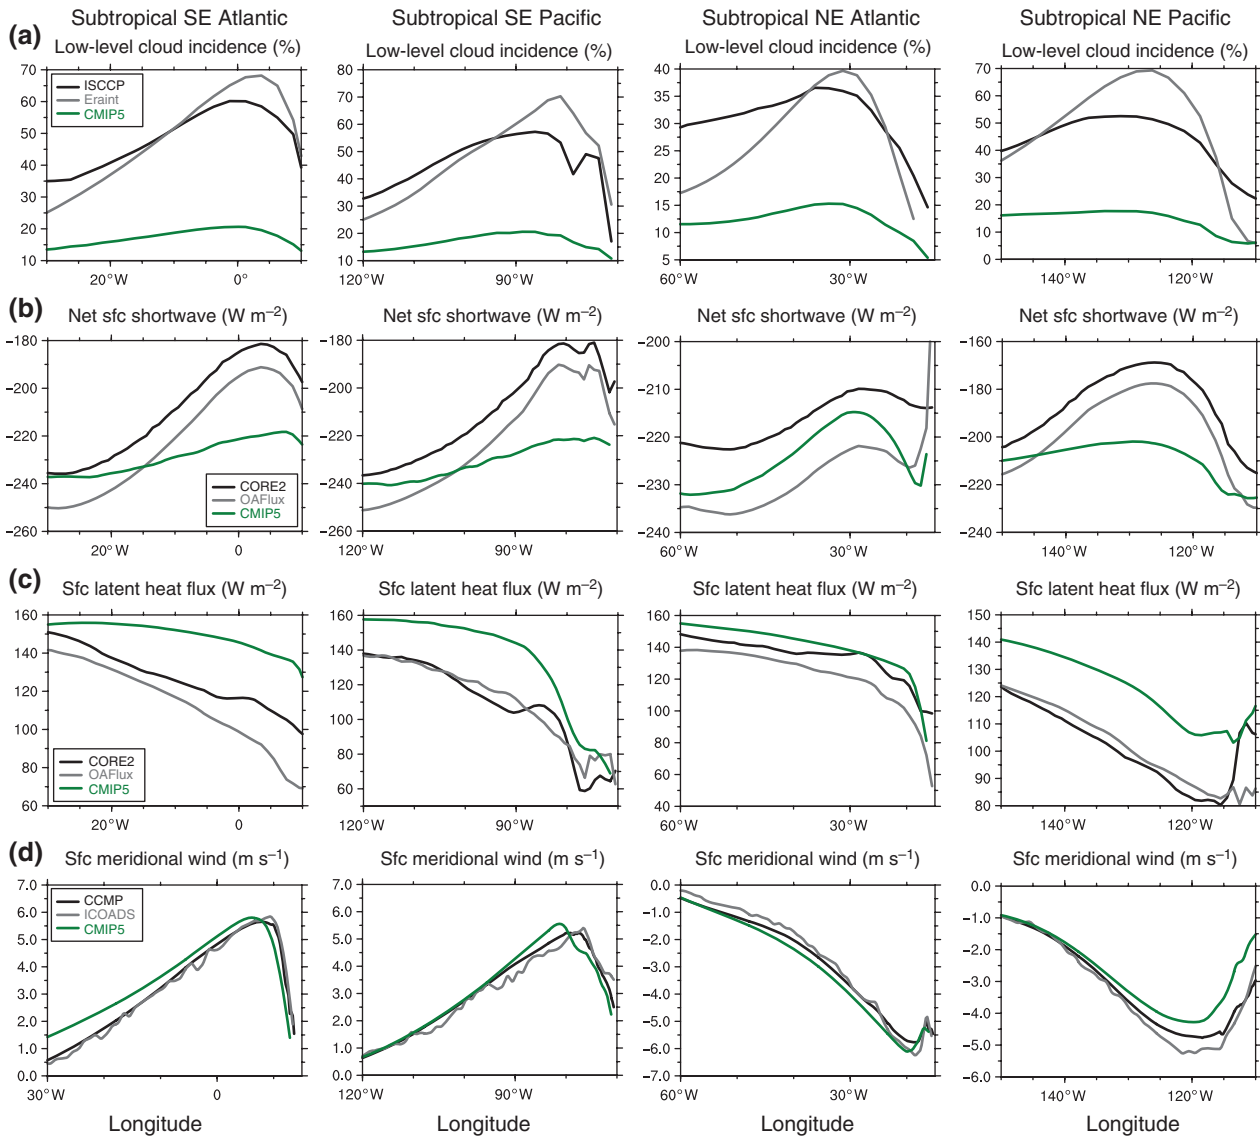 Subtropical SE Atlantic
Subtropical SE Pacific
Subtropical NE Atlantic
Subtropical NE Pacific
(a)
Low-level cloud incidence (%)
Low-level cloud incidence (%)
Low-level cloud incidence (%)
Low-level cloud incidence (%)
70
60
50
40
30
20
10
ISCCP
Eraint
CMIP5
20°W
0°
80
70
60
50
40
30
20
10
120°W
90°W
40
35
30
25
20
15
10
5
60°W
30°W
70
60
50
40
30
20
10
0
140°W
120°W
(b)
Net sfc shortwave (W m⁻²)
Net sfc shortwave (W m⁻²)
Net sfc shortwave (W m⁻²)
Net sfc shortwave (W m⁻²)
−180
−200
−220
−240
−260
CORE2
OAFlux
CMIP5
20°W
0
−180
−200
−220
−240
−260
120°W
90°W
−200
−210
−220
−230
−240
60°W
30°W
−160
−180
−200
−220
−240
140°W
120°W
(c)
Sfc latent heat flux (W m⁻²)
Sfc latent heat flux (W m⁻²)
Sfc latent heat flux (W m⁻²)
Sfc latent heat flux (W m⁻²)
160
140
120
100
80
60
CORE2
OAFlux
CMIP5
20°W
0
160
140
120
100
80
60
120°W
90°W
160
140
120
100
80
60
40
60°W
30°W
150
140
130
120
110
100
90
80
140°W
120°W
(d)
Sfc meridional wind (m s⁻¹)
Sfc meridional wind (m s⁻¹)
Sfc meridional wind (m s⁻¹)
Sfc meridional wind (m s⁻¹)
7.0
6.0
5.0
4.0
3.0
2.0
1.0
0.0
CCMP
ICOADS
CMIP5
30°W
0
7.0
6.0
5.0
4.0
3.0
2.0
1.0
0.0
120°W
90°W
−0.0
−1.0
−2.0
−3.0
−4.0
−5.0
−6.0
−7.0
60°W
30°W
0.0
−1.0
−2.0
−3.0
−4.0
−5.0
−6.0
140°W
120°W
Longitude
Longitude
Longitude
Longitude